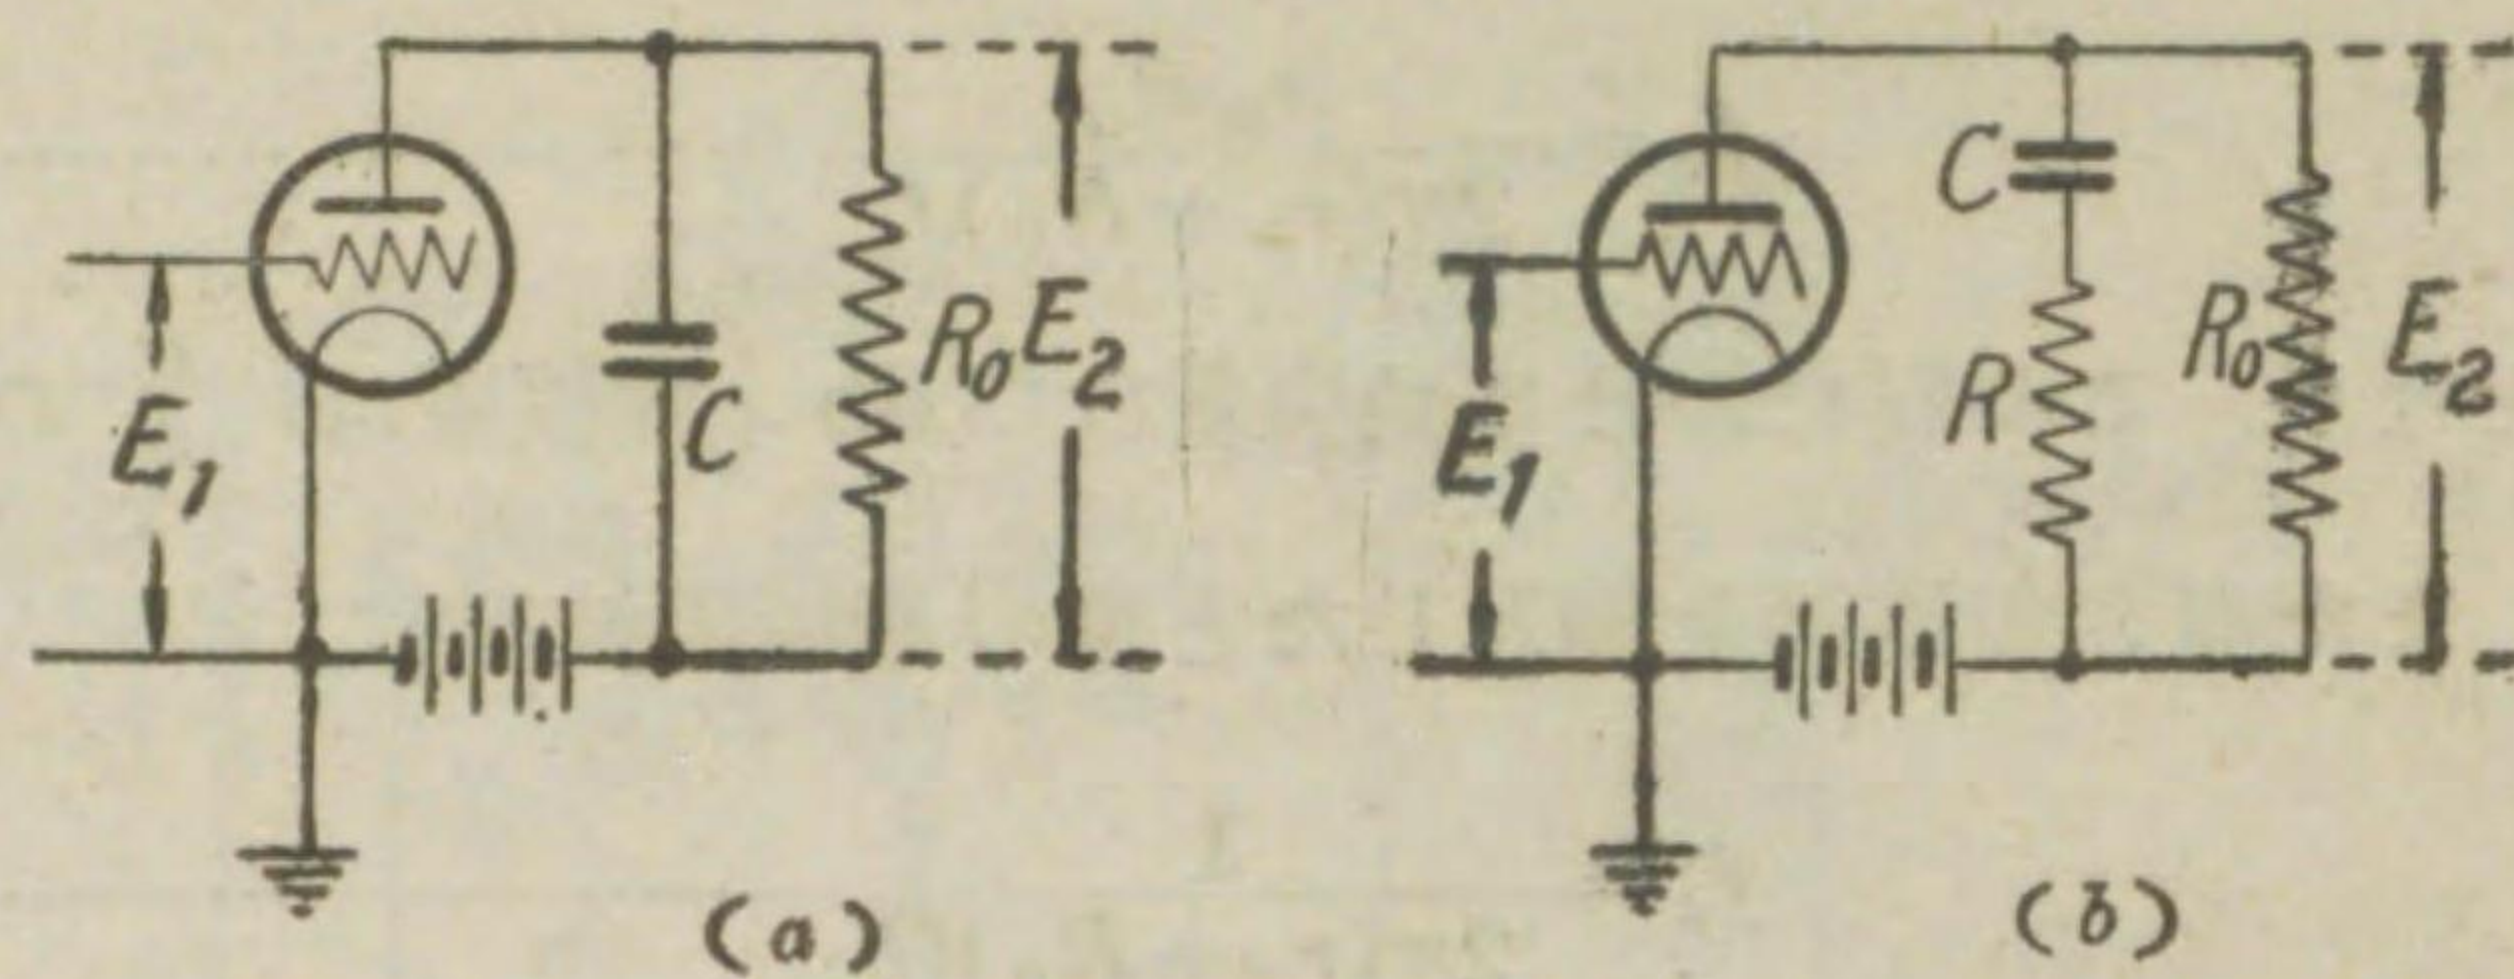 E₁
C
R₀
E₂
(а)
E₁
C
R
R₀
E₂
(б)